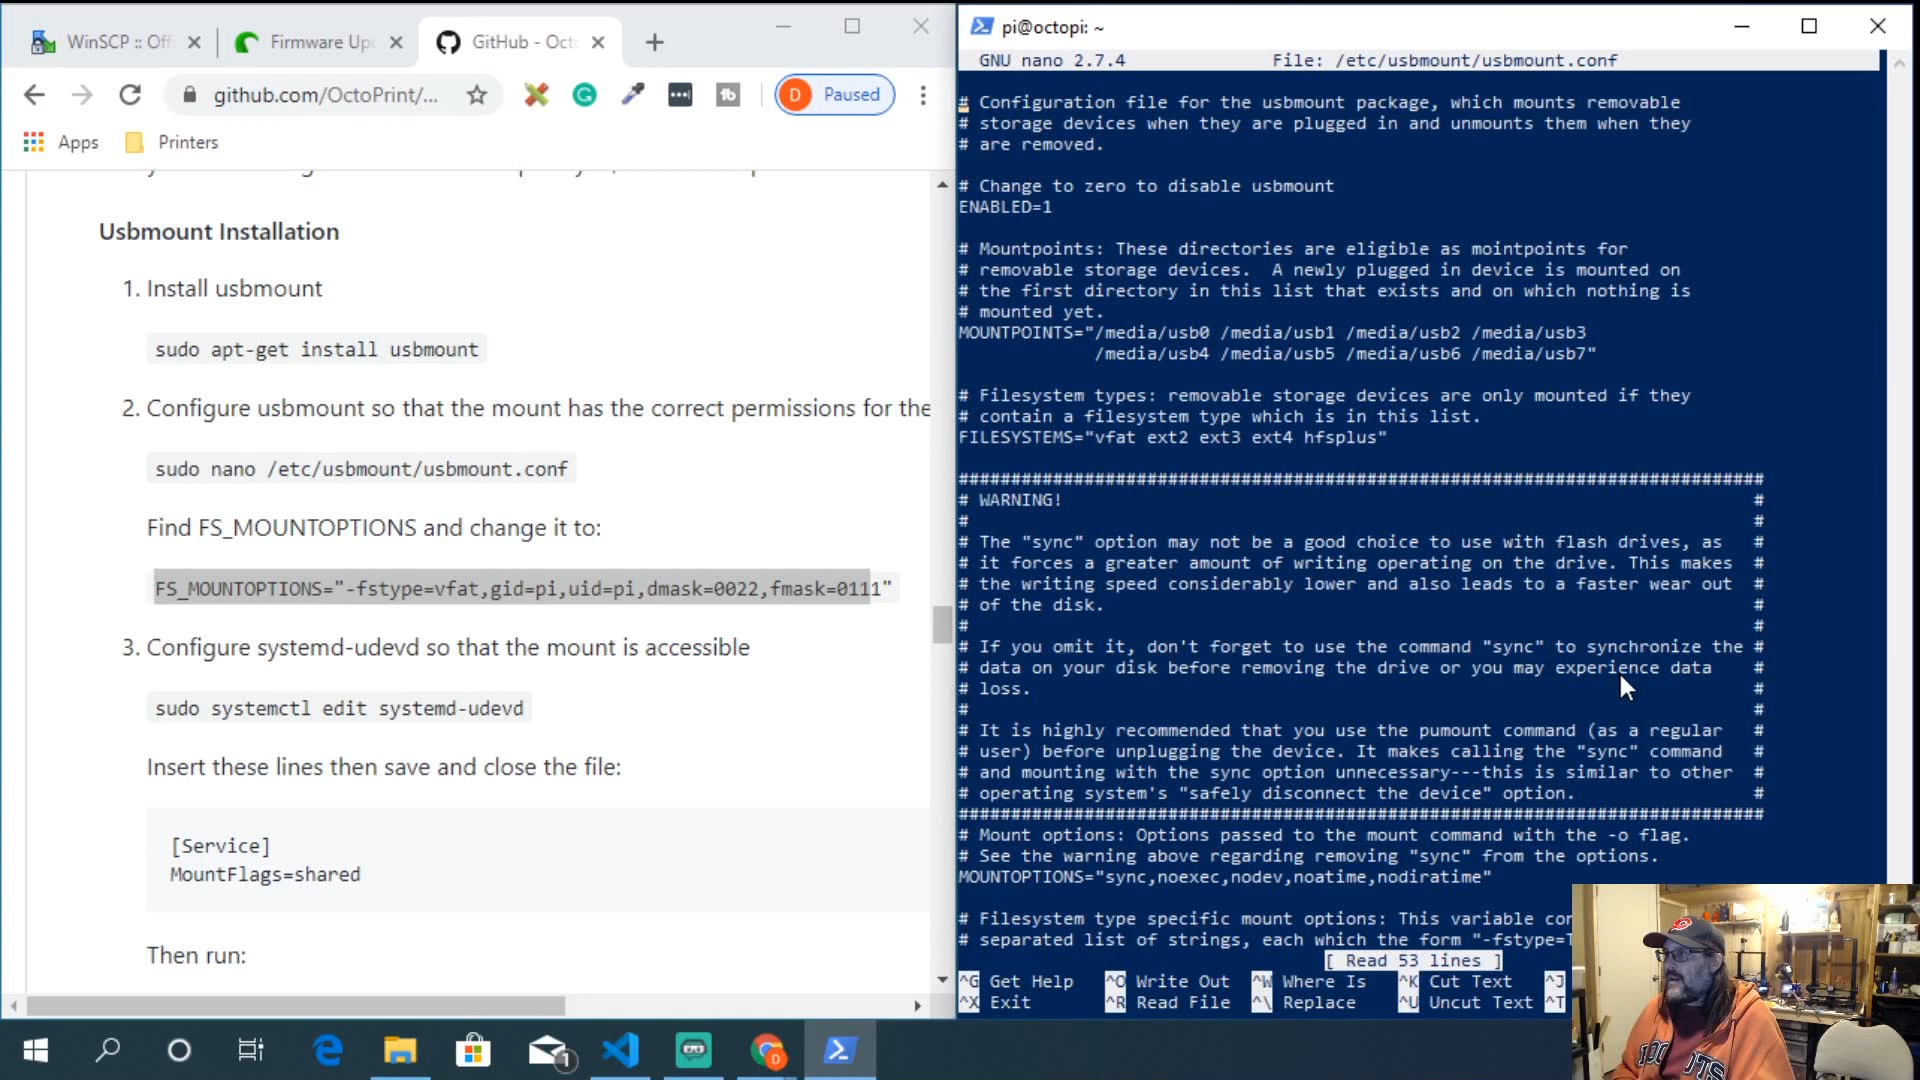 WinSCP :: Off
Firmware Up
GitHub - Oct
github.com/OctoPrint/...
D Paused
Apps
Printers
Usbmount Installation
1. Install usbmount
sudo apt-get install usbmount
2. Configure usbmount so that the mount has the correct permissions for the
sudo nano /etc/usbmount/usbmount.conf
Find FS_MOUNTOPTIONS and change it to:
FS_MOUNTOPTIONS="-fstype=vfat,gid=pi,uid=pi,dmask=0022,fmask=0111"
3. Configure systemd-udevd so that the mount is accessible
sudo systemctl edit systemd-udevd
Insert these lines then save and close the file:
[Service]
MountFlags=shared
Then run:
pi@octopi: ~
GNU nano 2.7.4 File: /etc/usbmount/usbmount.conf
# Configuration file for the usbmount package, which mounts removable
# storage devices when they are plugged in and unmounts them when they
# are removed.
# Change to zero to disable usbmount
ENABLED=1
# Mountpoints: These directories are eligible as mointpoints for
# removable storage devices.  A newly plugged in device is mounted on
# the first directory in this list that exists and on which nothing is
# mounted yet.
MOUNTPOINTS="/media/usb0 /media/usb1 /media/usb2 /media/usb3
/media/usb4 /media/usb5 /media/usb6 /media/usb7"
# Filesystem types: removable storage devices are only mounted if they
# contain a filesystem type which is in this list.
FILESYSTEMS="vfat ext2 ext3 ext4 hfsplus"
#############################################################################
# WARNING! #
# #
# The "sync" option may not be a good choice to use with flash drives, as #
# it forces a greater amount of writing operating on the drive. This makes #
# the writing speed considerably lower and also leads to a faster wear out #
# of the disk. #
# #
# If you omit it, don't forget to use the command "sync" to synchronize the #
# data on your disk before removing the drive or you may experience data #
# loss. #
# #
# It is highly recommended that you use the pumount command (as a regular #
# user) before unplugging the device. It makes calling the "sync" command #
# and mounting with the sync option unnecessary---this is similar to other #
# operating system's "safely disconnect the device" option. #
#############################################################################
# Mount options: Options passed to the mount command with the -o flag.
# See the warning above regarding removing "sync" from the options.
MOUNTOPTIONS="sync,noexec,nodev,noatime,nodiratime"
# Filesystem type specific mount options: This variable con
# separated list of strings, each which the form "-fstype=T
[ Read 53 lines ]
^G Get Help ^O Write Out ^W Where Is ^K Cut Text ^J
^X Exit ^R Read File ^\ Replace ^U Uncut Text ^T
1
D